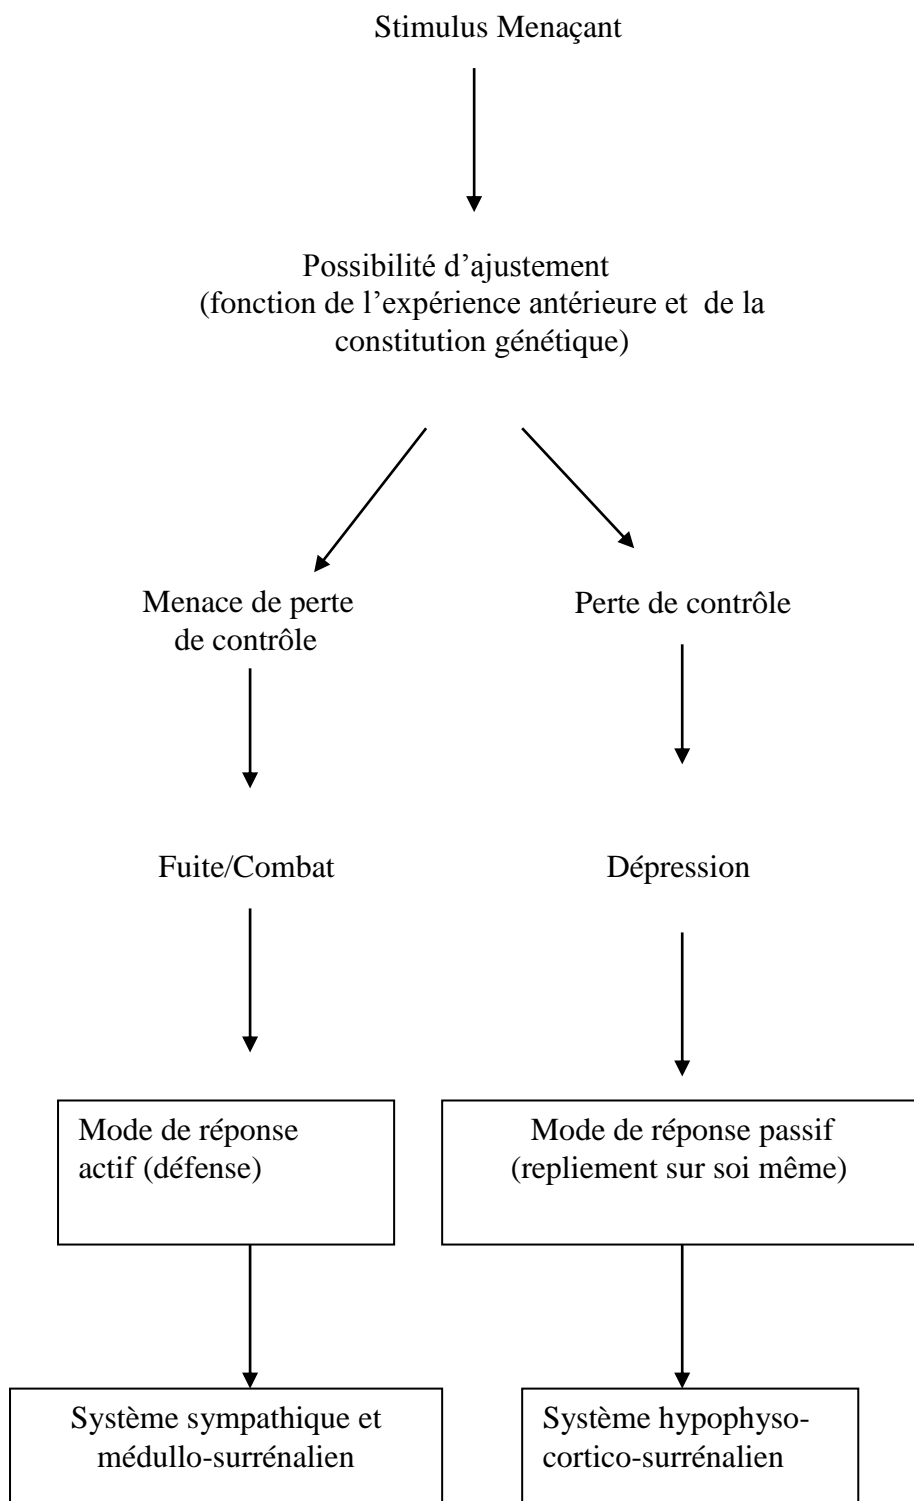 Stimulus Menaçant
Possibilité d’ajustement
(fonction de l’expérience antérieure et  de la
constitution génétique)
Menace de perte
de contrôle
Perte de contrôle
Fuite/Combat
Dépression
Mode de réponse
actif (défense)
Mode de réponse passif
(repliement sur soi même)
Système sympathique et
médullo-surrénalien
Système hypophyso-
cortico-surrénalien